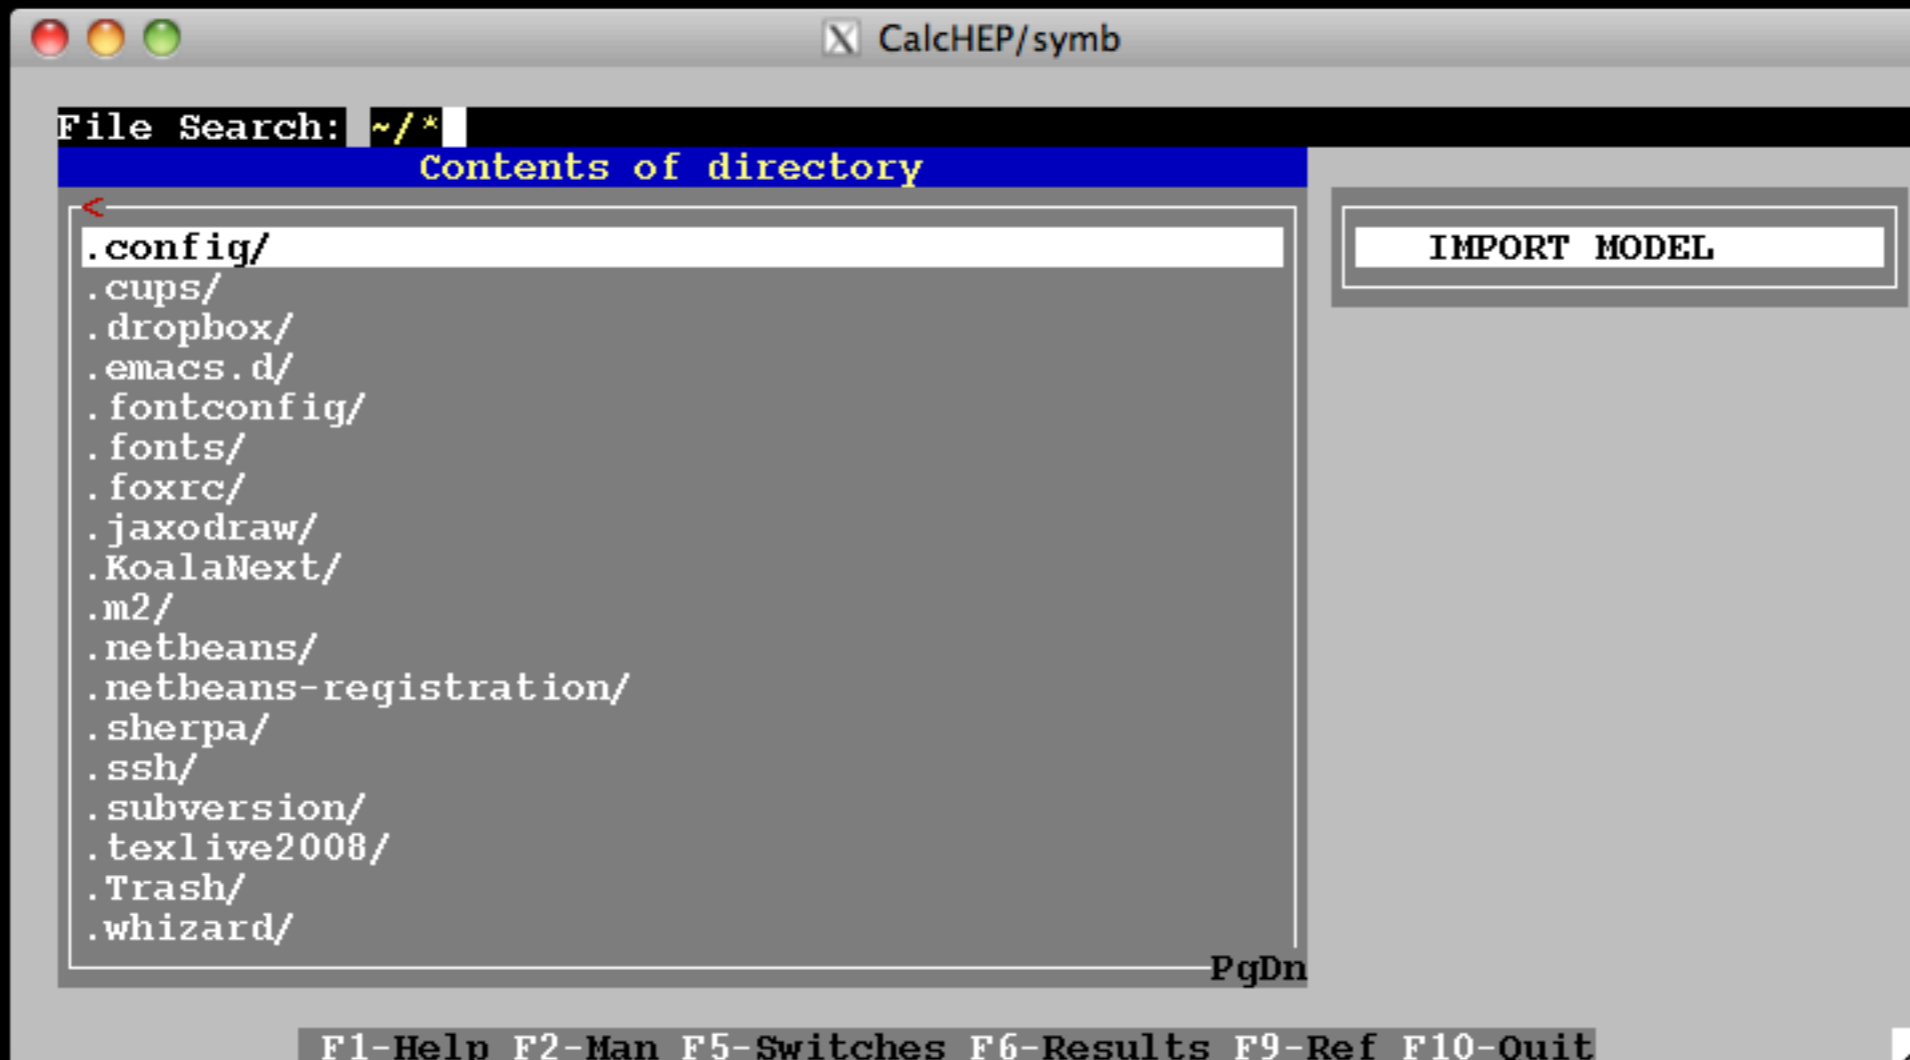 CalcHEP/symb
File Search: ~/*
Contents of directory
<
.config/
IMPORT MODEL
.cups/
.dropbox/
.emacs.d/
.fontconfig/
.fonts/
.foxrc/
.jaxodraw/
.KoalaNext/
.m2/
.netbeans/
.netbeans-registration/
.sherpa/
.ssh/
.subversion/
.texlive2008/
.Trash/
.whizard/
PgDn
F1-Help F2-Man F5-Switches F6-Results F9-Ref F10-Quit